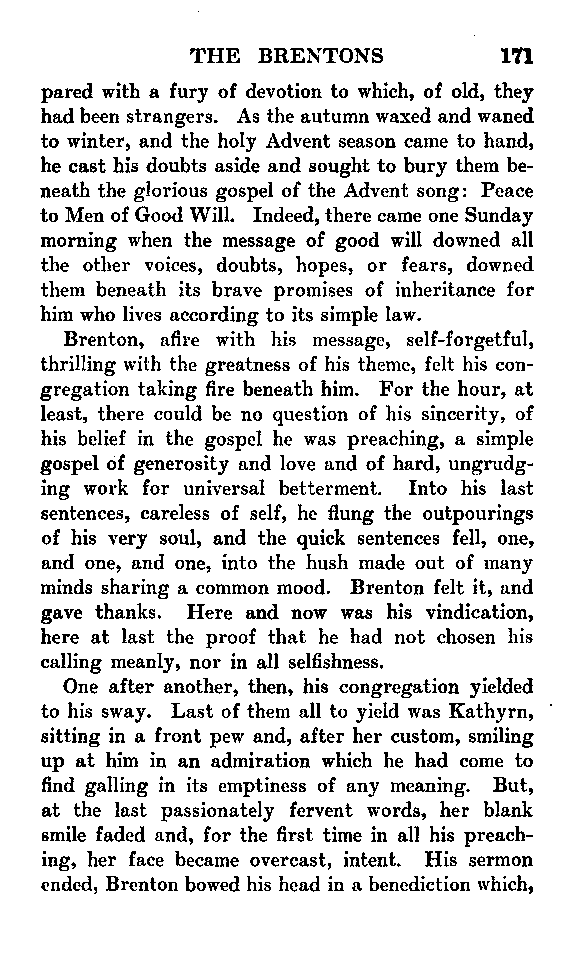 THE BRENTONS 171
pared with a fury of devotion to which, of old, they
had been strangers. As the autumn waxed and waned
to winter, and the holy Advent season came to hand,
he cast his doubts aside and sought to bury them be-
neath the glorious gospel of the Advent song: Peace
to Men of Good Will. Indeed, there came one Sunday
morning when the message of good will downed all
the other voices, doubts, hopes, or fears, downed
them beneath its brave promises of inheritance for
him who lives according to its simple law.
Brenton, afire with his message, self-forgetful,
thrilling with the greatness of his theme, felt his con-
gregation taking fire beneath him. For the hour, at
least, there could be no question of his sincerity, of
his belief in the gospel he was preaching, a simple
gospel of generosity and love and of hard, ungrudg-
ing work for universal betterment. Into his last
sentences, careless of self, he flung the outpourings
of his very soul, and the quick sentences fell, one,
and one, and one, into the hush made out of many
minds sharing a common mood. Brenton felt it, and
gave thanks. Here and now was his vindication,
here at last the proof that he had not chosen his
calling meanly, nor in all selfishness.
One after another, then, his congregation yielded
to his sway. Last of them all to yield was Kathyrn,
sitting in a front pew and, after her custom, smiling
up at him in an admiration which he had come to
find galling in its emptiness of any meaning. But,
at the last passionately fervent words, her blank
smile faded and, for the first time in all his preach-
ing, her face became overcast, intent. His sermon
ended, Brenton bowed his head in a benediction which,